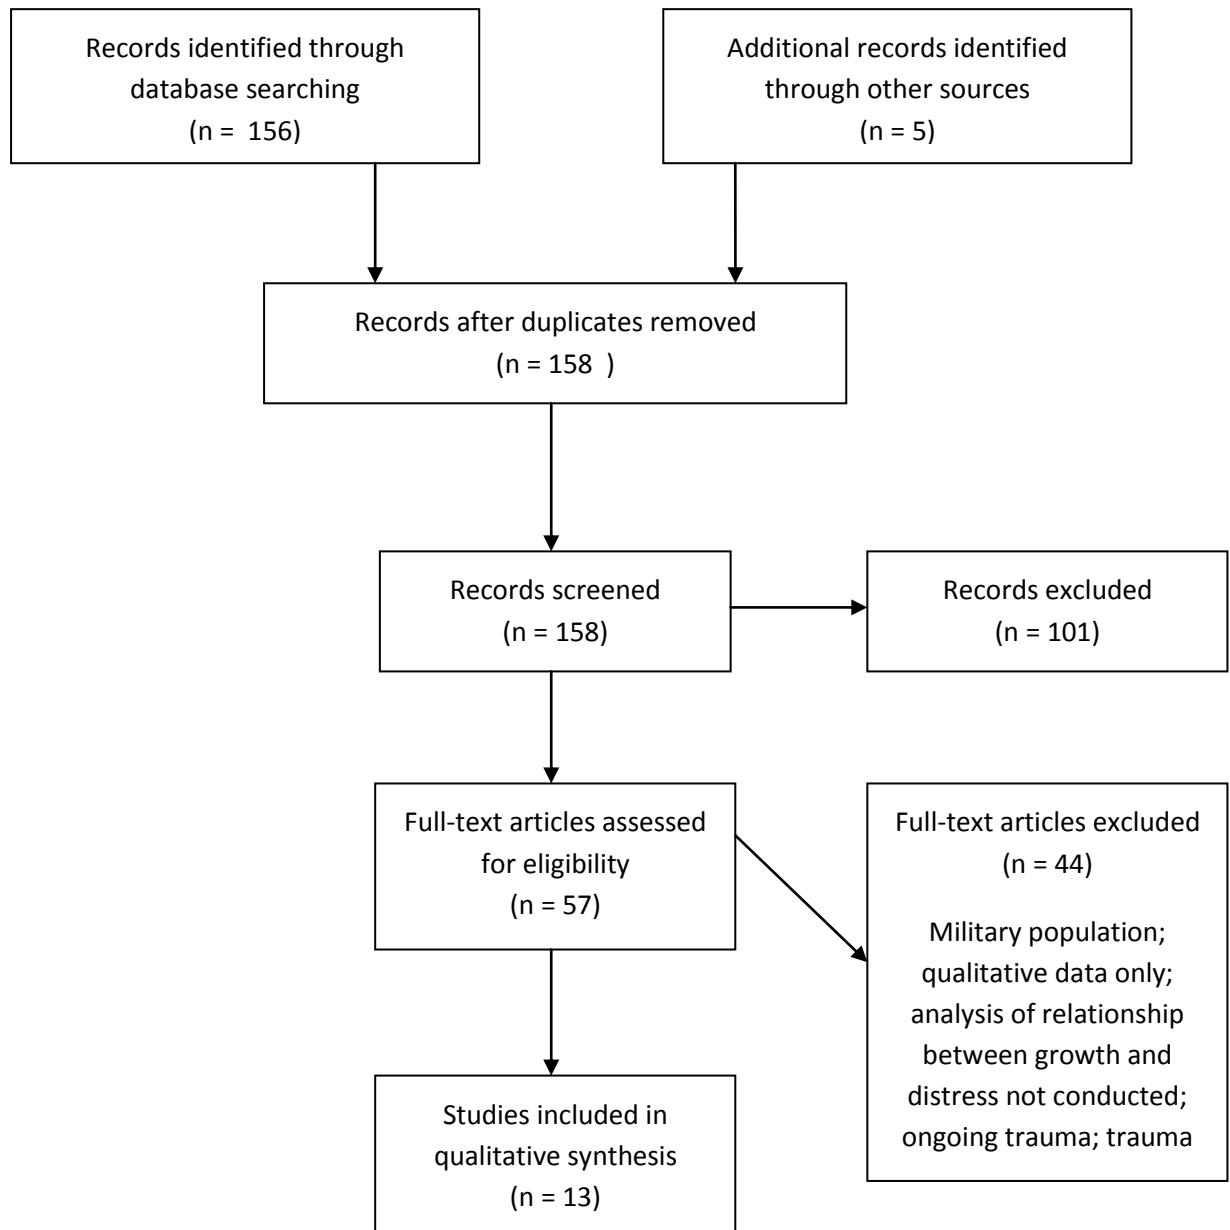 Records identified through
database searching
(n =  156)
Additional records identified
through other sources
(n = 5)
Records after duplicates removed
(n = 158  )
Records screened
(n = 158)
Records excluded
(n = 101)
Full-text articles assessed
for eligibility
(n = 57)
Full-text articles excluded
(n = 44)
Military population;
qualitative data only;
analysis of relationship
between growth and
distress not conducted;
ongoing trauma; trauma
Studies included in
qualitative synthesis
(n = 13)